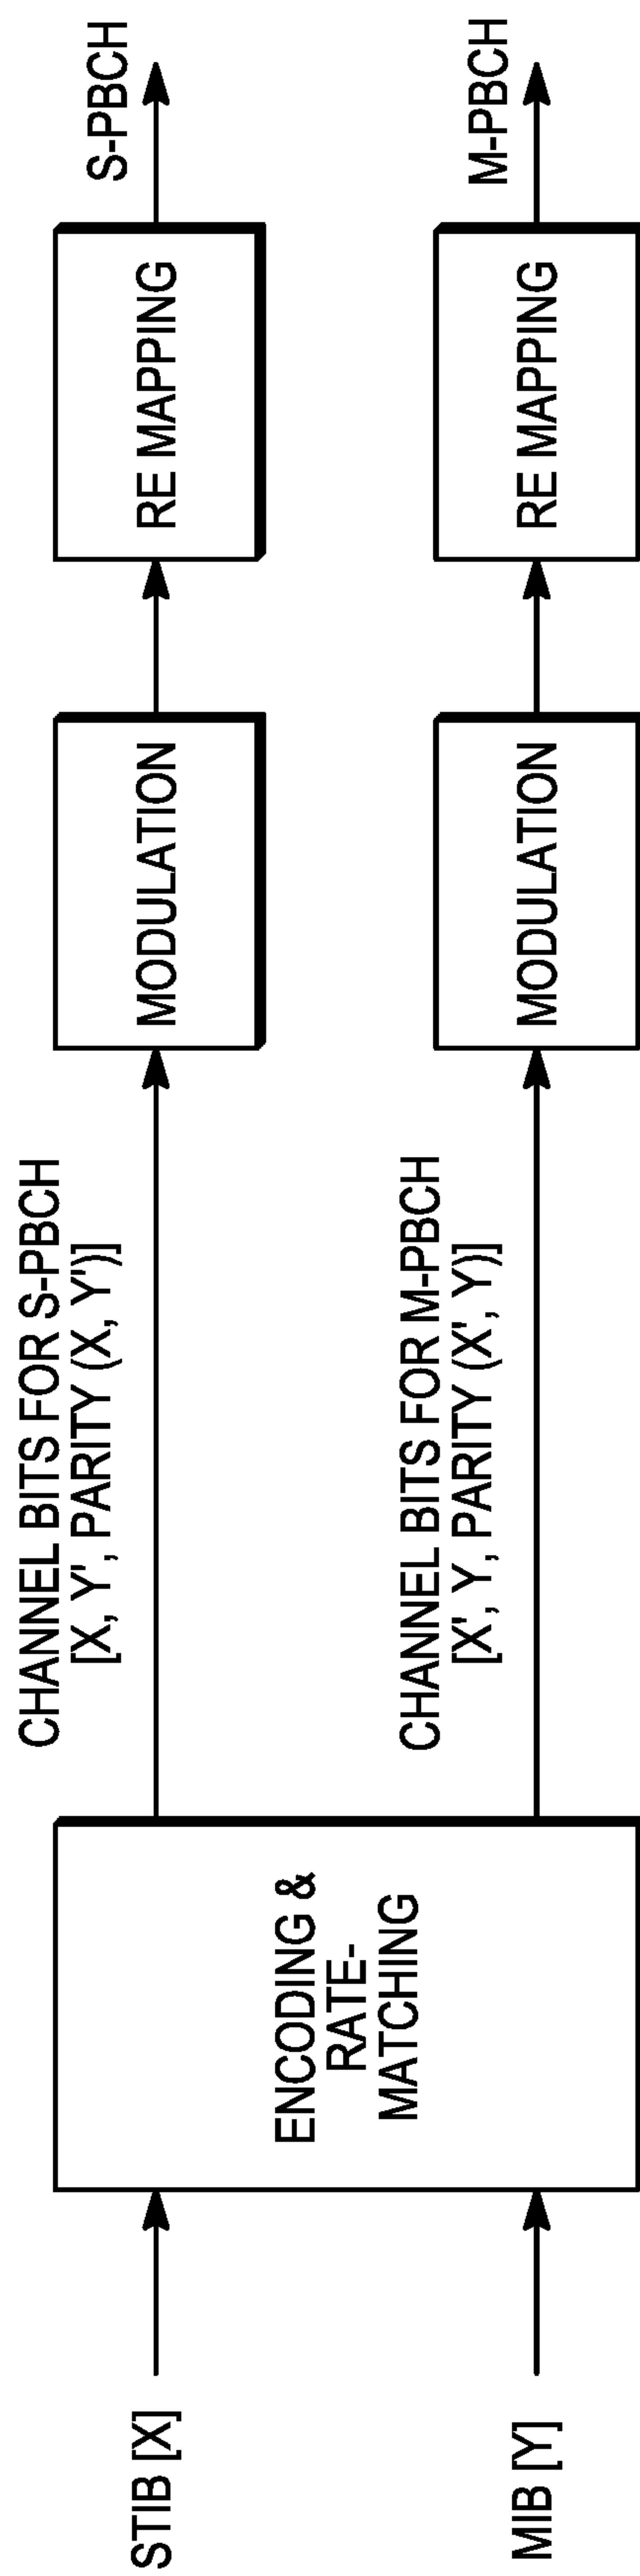 STIB [X]
MIB [Y]
ENCODING &
RATE-
MATCHING
CHANNEL BITS FOR S-PBCH
[X, Y', PARITY (X, Y')]
MODULATION
RE MAPPING
S-PBCH
CHANNEL BITS FOR M-PBCH
[X', Y, PARITY (X', Y)]
MODULATION
RE MAPPING
M-PBCH